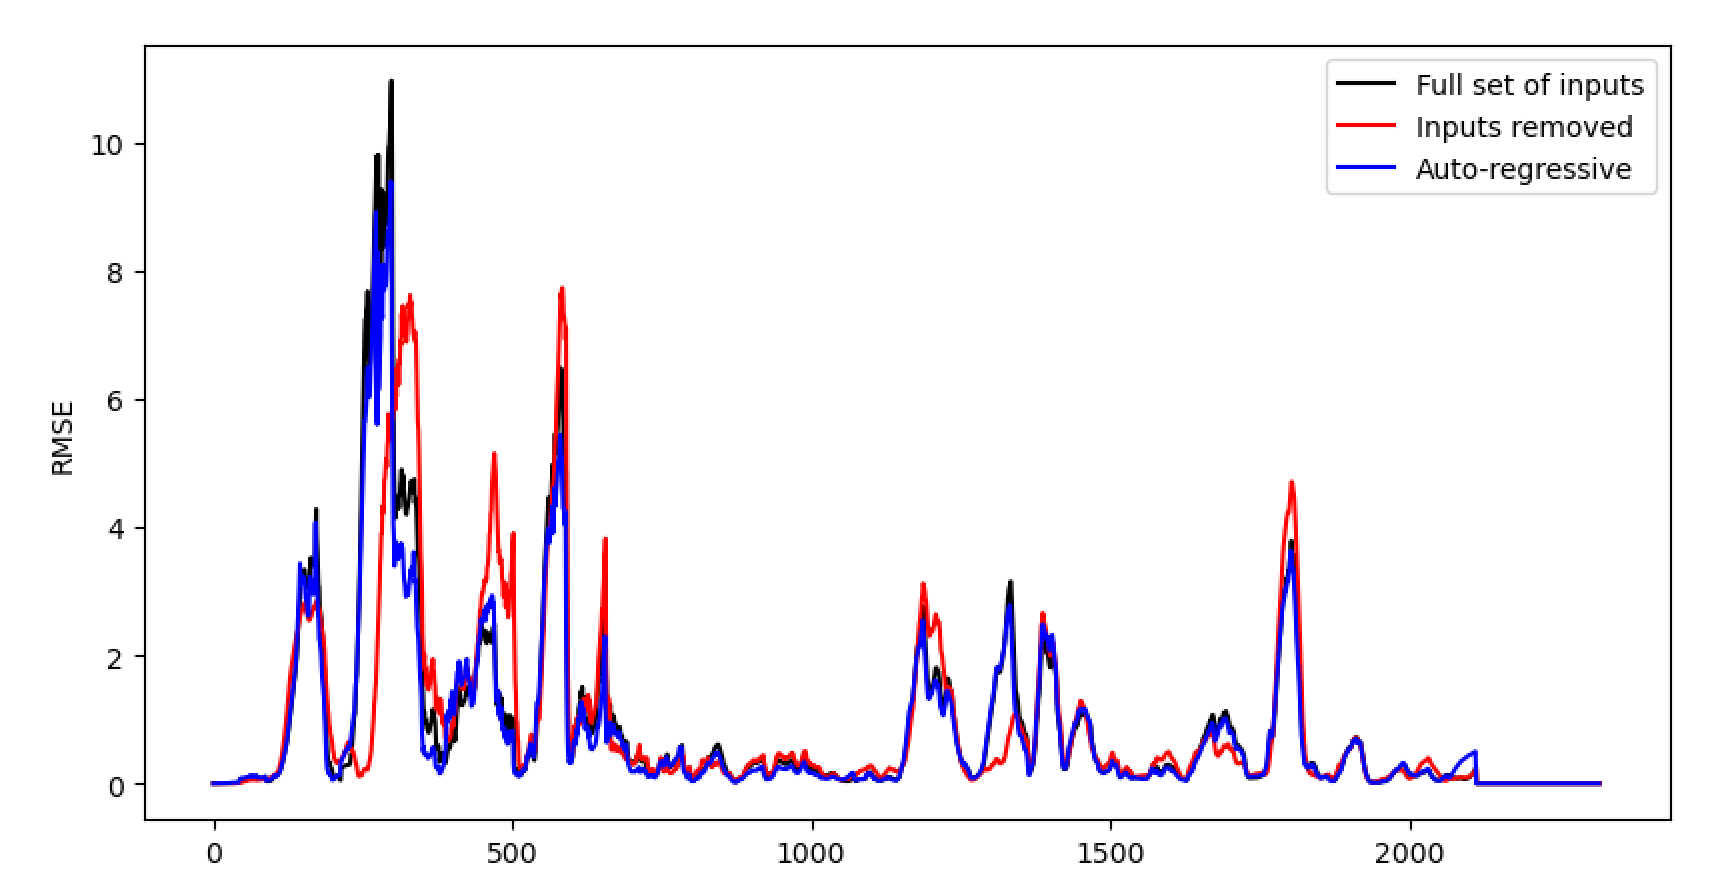 Full set of inputs
Inputs removed
Auto-regressive
RMSE
10
8
6
4
2
0
0 500 1000 1500 2000